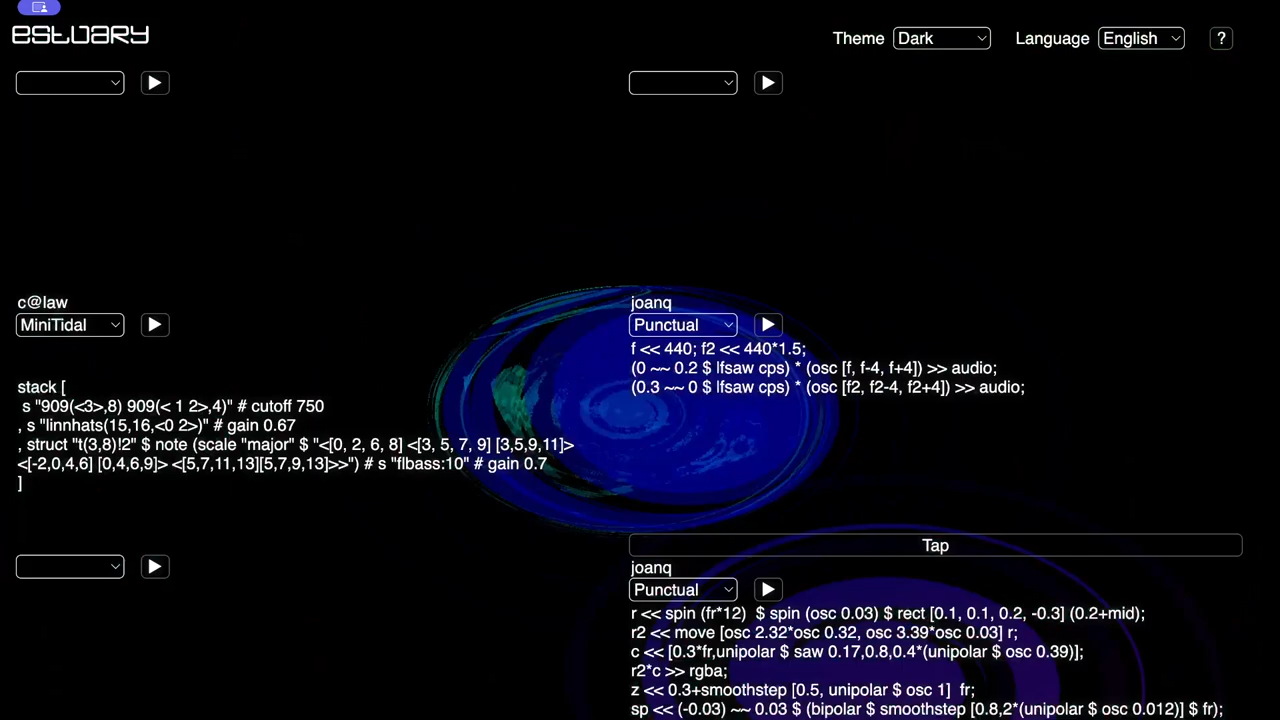 estuary
Theme Dark Language English ?
c@law
MiniTidal
stack [
s "909(<3>,8) 909(< 1 2>,4)" # cutoff 750
, s "linnhats(15,16,<0 2>)" # gain 0.67
, struct "t(3,8)!2" $ note (scale "major" $ "<[0, 2, 6, 8] <[3, 5, 7, 9] [3,5,9,11]>
<[-2,0,4,6] [0,4,6,9]> <[5,7,11,13][5,7,9,13]>>") # s "flbass:10" # gain 0.7
]
joanq
Punctual
f << 440; f2 << 440*1.5;
(0 ~~ 0.2 $ lfsaw cps) * (osc [f, f-4, f+4]) >> audio;
(0.3 ~~ 0 $ lfsaw cps) * (osc [f2, f2-4, f2+4]) >> audio;
Tap
joanq
Punctual
r << spin (fr*12)  $ spin (osc 0.03) $ rect [0.1, 0.1, 0.2, -0.3] (0.2+mid);
r2 << move [osc 2.32*osc 0.32, osc 3.39*osc 0.03] r;
c << [0.3*fr,unipolar $ saw 0.17,0.8,0.4*(unipolar $ osc 0.39)];
r2*c >> rgba;
z << 0.3+smoothstep [0.5, unipolar $ osc 1]  fr;
sp << (-0.03) ~~ 0.03 $ (bipolar $ smoothstep [0.8,2*(unipolar $ osc 0.012)] $ fr);